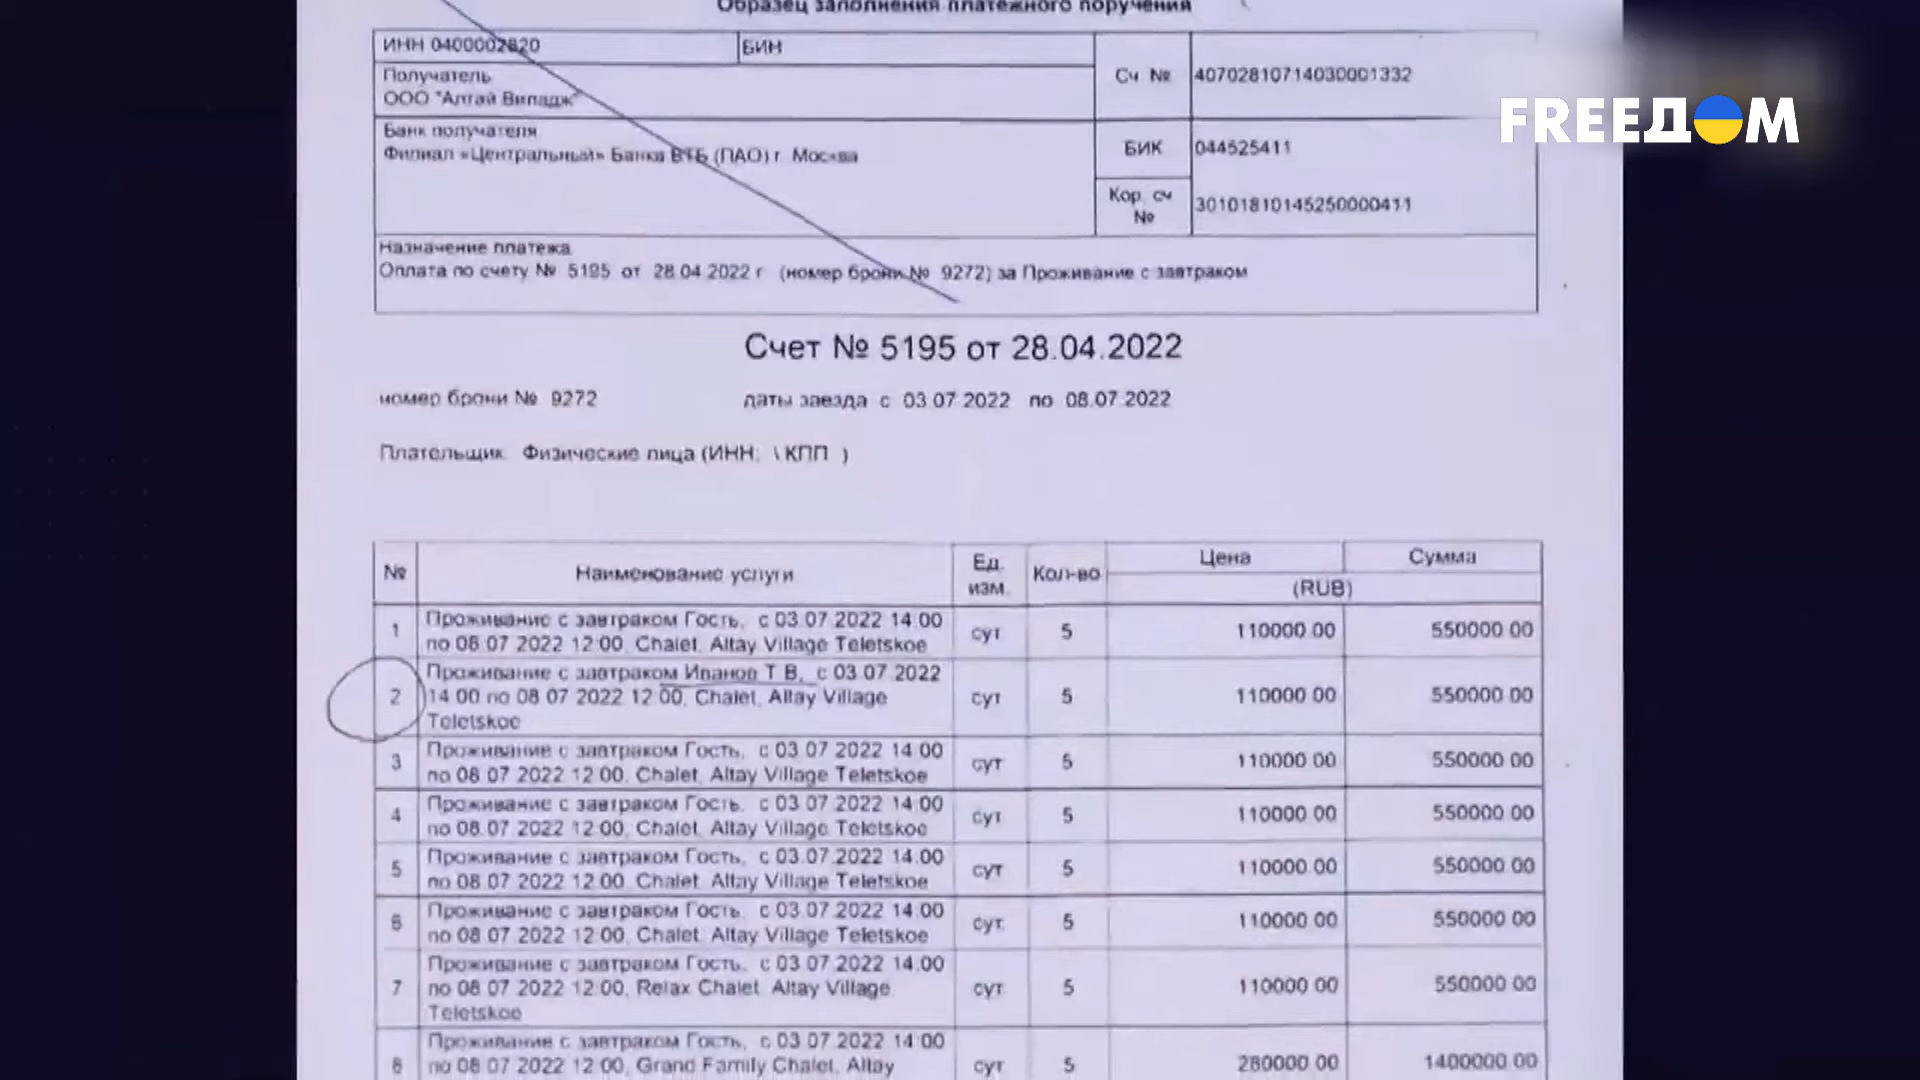 Образец заполнения платежного поручения
ИНН 0400002820
БИН
Сч. №
40702810714030001332
Получатель
ООО "Алтай Виладж"
Банк получателя
Филиал «Центральный» Банка ВТБ (ПАО) г. Москва
БИК
044525411
Кор. сч. №
30101810145250000411
Назначение платежа
Оплата по счету № 5195 от 28.04.2022 г. (номер брони № 9272) за Проживание с завтраком
FREEДОМ
Счет № 5195 от 28.04.2022
номер брони № 9272 даты заезда с 03.07.2022 по 08.07.2022
Плательщик: Физические лица (ИНН: \ КПП )
№ Наименование услуги Ед. изм. Кол-во Цена Сумма
(RUB)
1 Проживание с завтраком Гость, с 03.07.2022 14:00 сут 5 110000.00 550000.00
по 08.07.2022 12:00, Chalet, Altay Village Teletskoe
2 Проживание с завтраком Иванов Т.В., с 03.07.2022 сут 5 110000.00 550000.00
14:00 по 08.07.2022 12:00, Chalet, Altay Village
Teletskoe
3 Проживание с завтраком Гость, с 03.07.2022 14:00 сут 5 110000.00 550000.00
по 08.07.2022 12:00, Chalet, Altay Village Teletskoe
4 Проживание с завтраком Гость, с 03.07.2022 14:00 сут 5 110000.00 550000.00
по 08.07.2022 12:00, Chalet, Altay Village Teletskoe
5 Проживание с завтраком Гость, с 03.07.2022 14:00 сут 5 110000.00 550000.00
по 08.07.2022 12:00, Chalet, Altay Village Teletskoe
6 Проживание с завтраком Гость, с 03.07.2022 14:00 сут 5 110000.00 550000.00
по 08.07.2022 12:00, Chalet, Altay Village Teletskoe
7 Проживание с завтраком Гость, с 03.07.2022 14:00 сут 5 110000.00 550000.00
по 08.07.2022 12:00, Relax Chalet, Altay Village
Teletskoe
8 Проживание с завтраком Гость, с 03.07.2022 14:00 сут 5 280000.00 1400000.00
по 08.07.2022 12:00, Grand Family Chalet, Altay